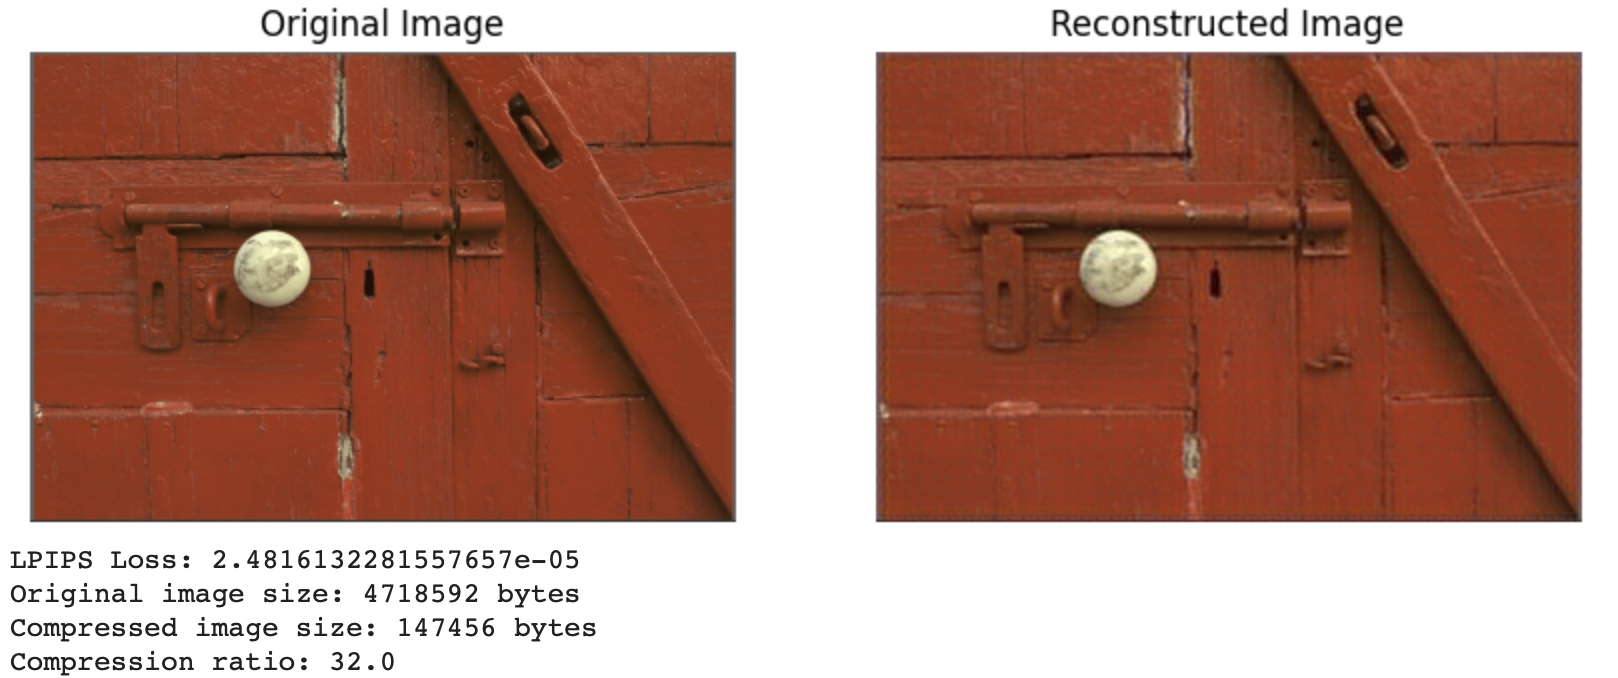 Original Image
Reconstructed Image
LPIPS Loss: 2.4816132281557657e-05
Original image size: 4718592 bytes
Compressed image size: 147456 bytes
Compression ratio: 32.0